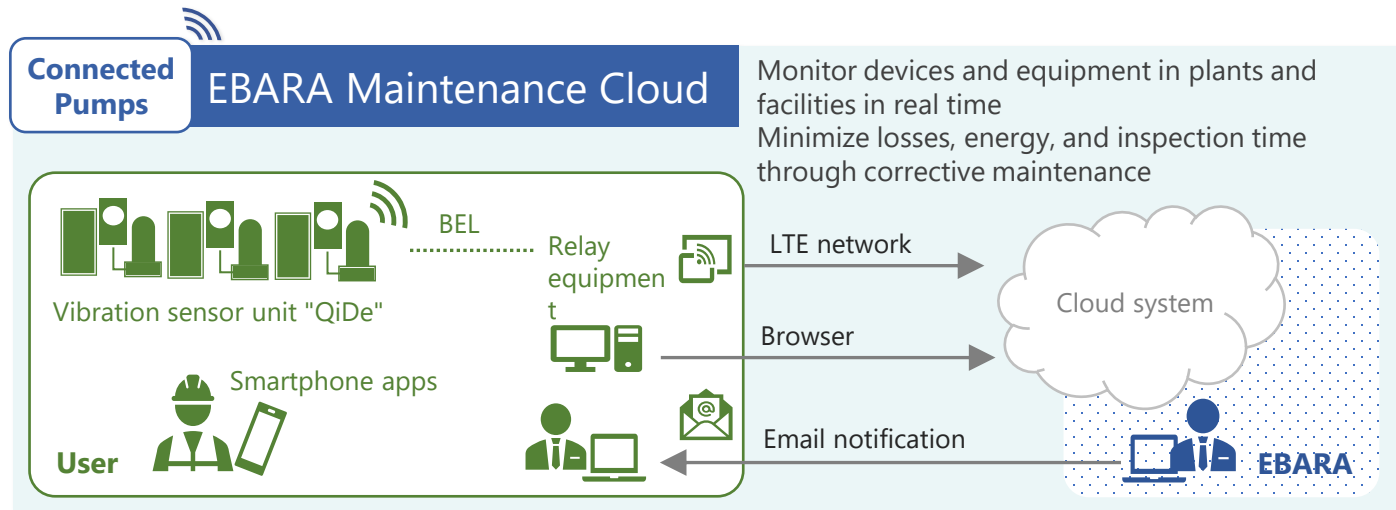 Connected
Pumps
EBARA Maintenance Cloud
Monitor devices and equipment in plants and
facilities in real time
Minimize losses, energy, and inspection time
through corrective maintenance
BEL
Relay
equipmen
t
Vibration sensor unit "QiDe"
Smartphone apps
User
@
LTE network
Browser
Email notification
Cloud system
EBARA